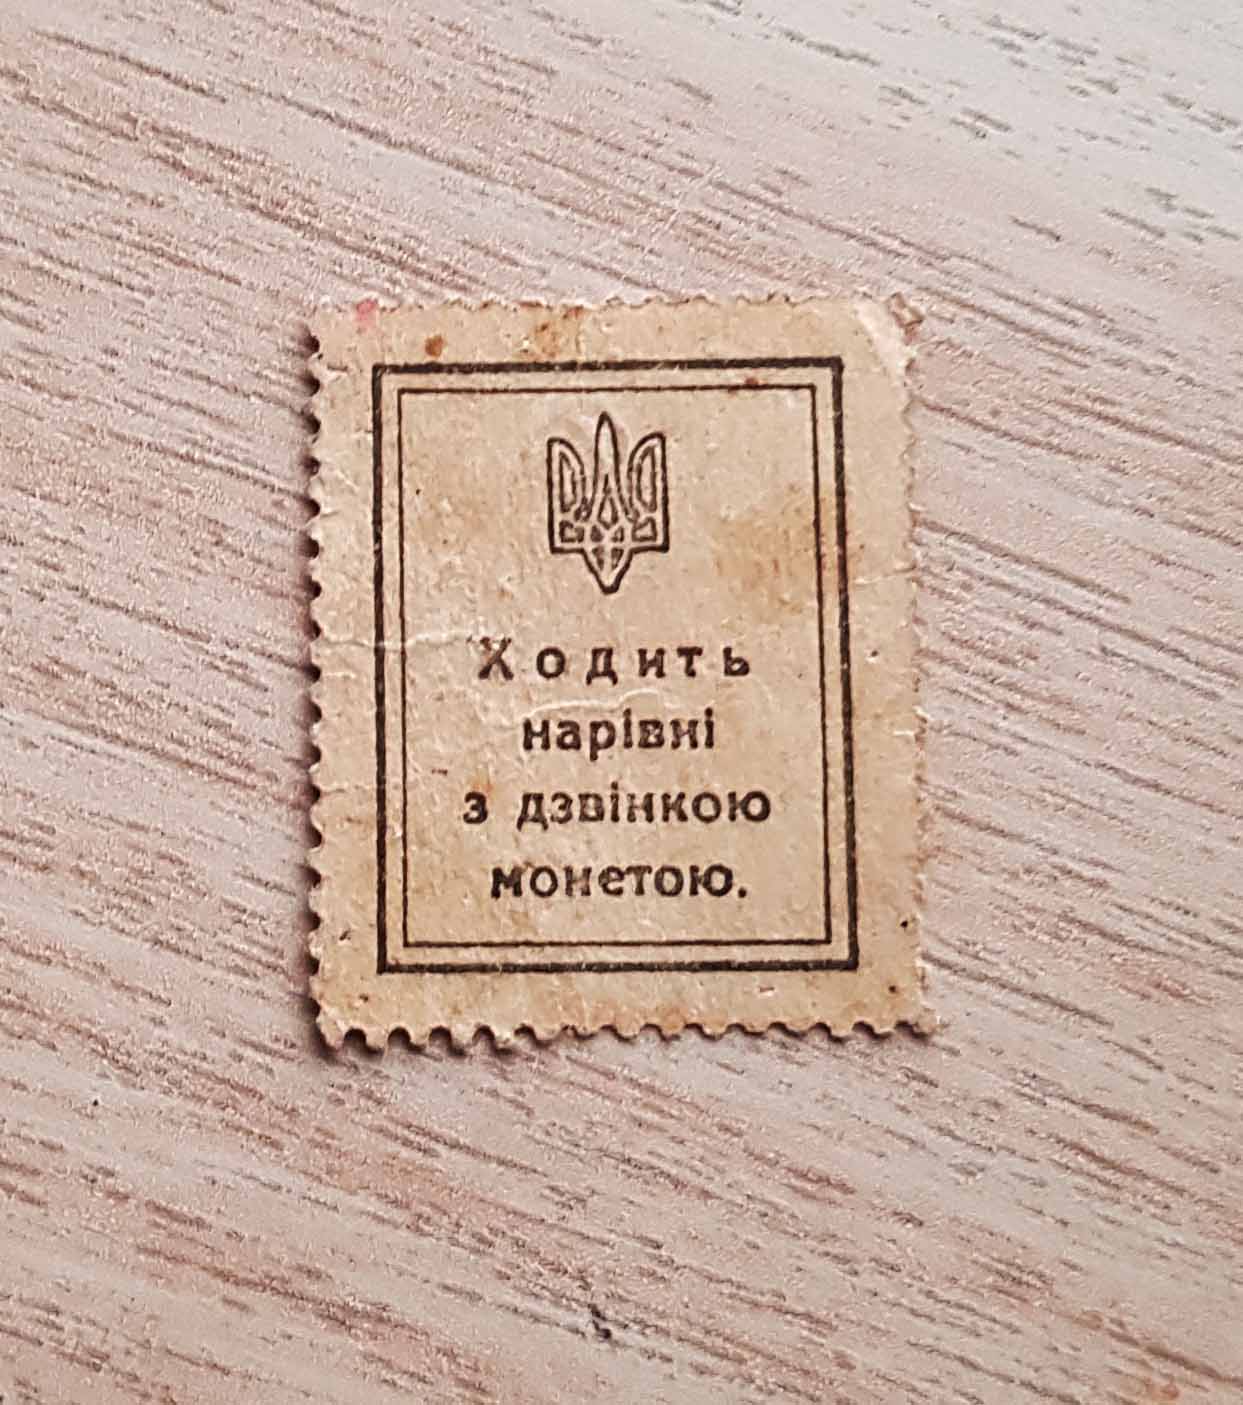 Ходить
нарівні
з дзвінкою
монетою.